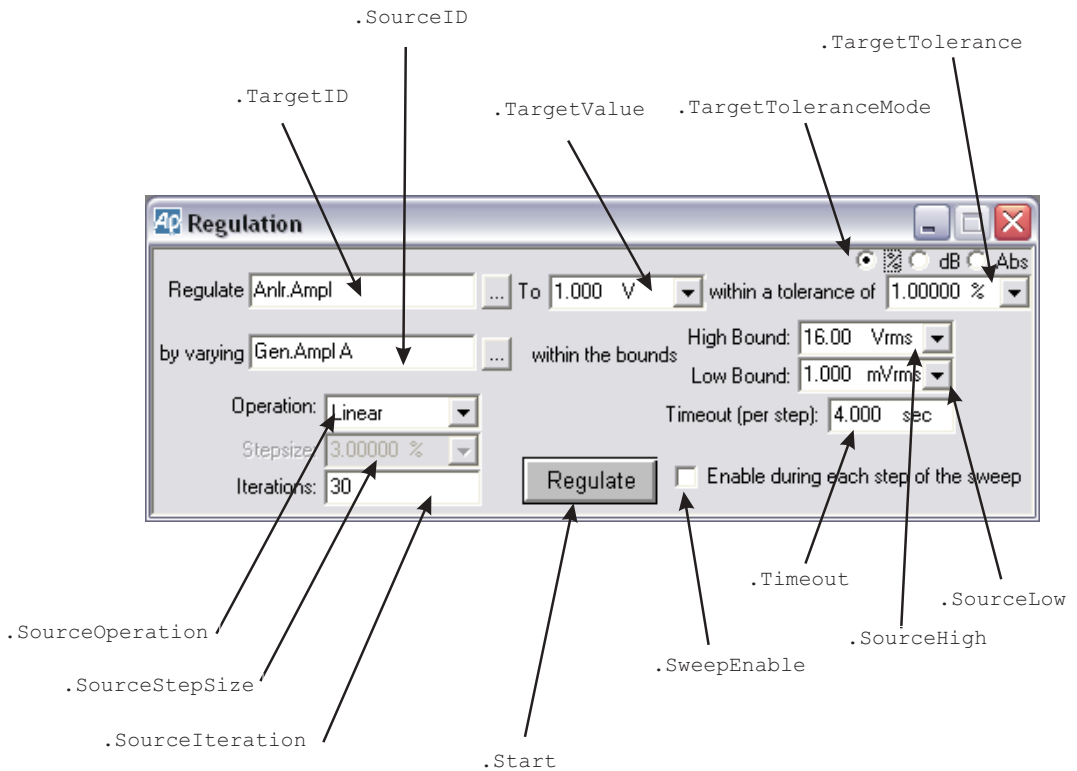 .SourceID
.TargetTolerance
.TargetID
.TargetValue
.TargetToleranceMode
Ap Regulation
% dB Abs
Regulate Anlr.Ampl ... To 1.000 V within a tolerance of 1.00000 %
by varying Gen.Ampl A ... within the bounds High Bound: 16.00 Vrms
Low Bound: 1.000 mVrms
Operation: Linear
Timeout (per step): 4.000 sec
Stepsize: 3.00000 %
Iterations: 30
Regulate
Enable during each step of the sweep
.Timeout
.SourceLow
.SourceOperation
.SourceHigh
.SweepEnable
.SourceStepSize
.SourceIteration
.Start